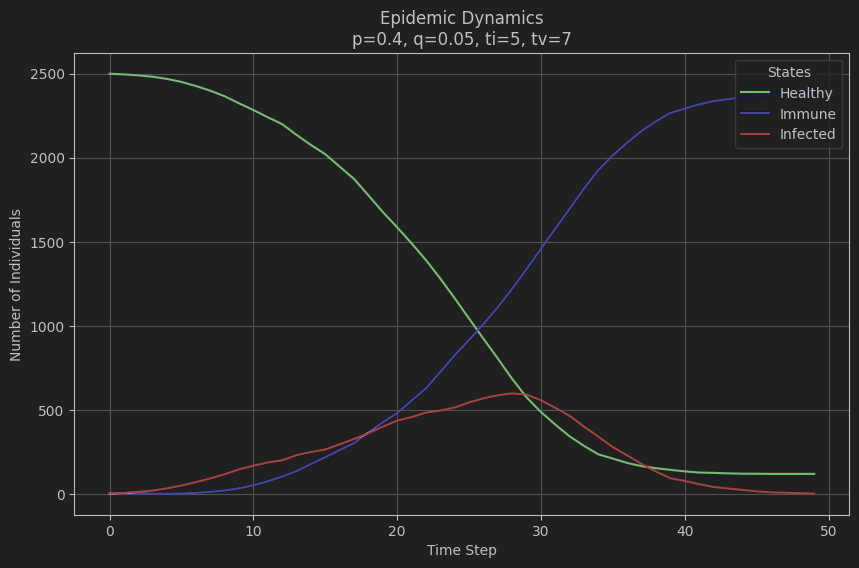 Epidemic Dynamics
p=0.4, q=0.05, ti=5, tv=7
States
Healthy
Immune
Infected
Number of Individuals
2500
2000
1500
1000
500
0
0 10 20 30 40 50
Time Step